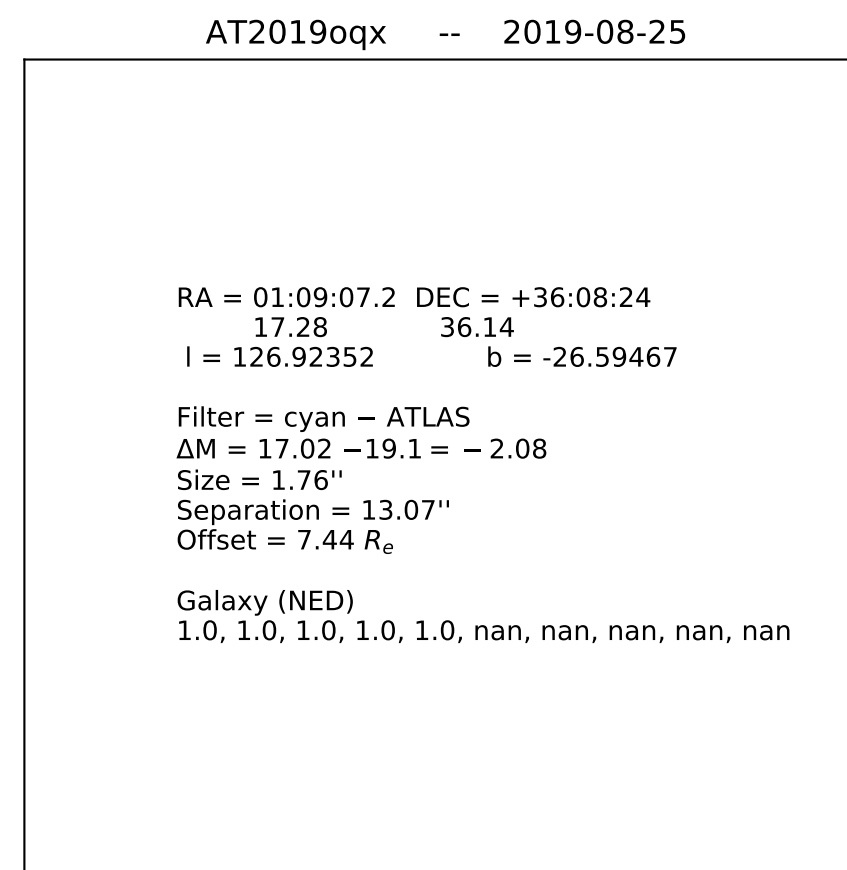 AT2019oqx -- 2019-08-25
RA = 01:09:07.2 DEC = +36:08:24
17.28 36.14
l = 126.92352 b = -26.59467
Filter = cyan − ATLAS
ΔM = 17.02 −19.1 = −2.08
Size = 1.76''
Separation = 13.07''
Offset = 7.44 Rₑ
Galaxy (NED)
1.0, 1.0, 1.0, 1.0, 1.0, nan, nan, nan, nan, nan